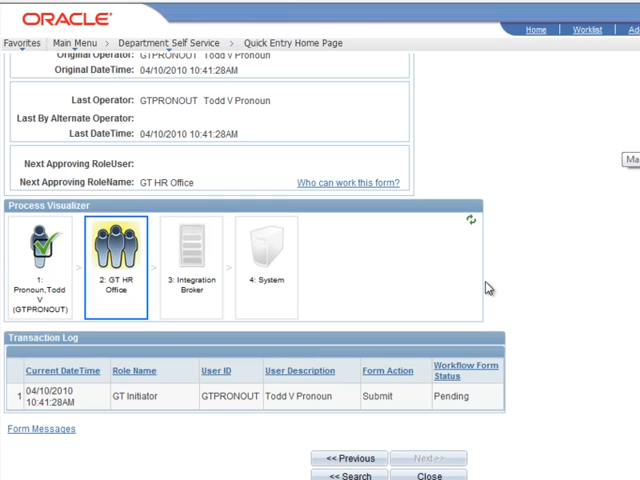 ORACLE
Home Worklist Ad
Favorites Main Menu > Department Self Service > Quick Entry Home Page
Original Operator: GTPRONOUT Todd V Pronoun
Original DateTime: 04/10/2010 10:41:28AM
Last Operator: GTPRONOUT Todd V Pronoun
Last By Alternate Operator:
Last DateTime: 04/10/2010 10:41:28AM
Ma
Next Approving RoleUser:
Next Approving RoleName: GT HR Office Who can work this form?
Process Visualizer
1: Pronoun,Todd V (GTPRONOUT) > 2: GT HR Office > 3: Integration Broker > 4: System
Transaction Log
Current DateTime Role Name User ID User Description Form Action Workflow Form Status
1 04/10/2010 10:41:28AM GT Initiator GTPRONOUT Todd V Pronoun Submit Pending
Form Messages
<< Previous Next>>
<< Search Close